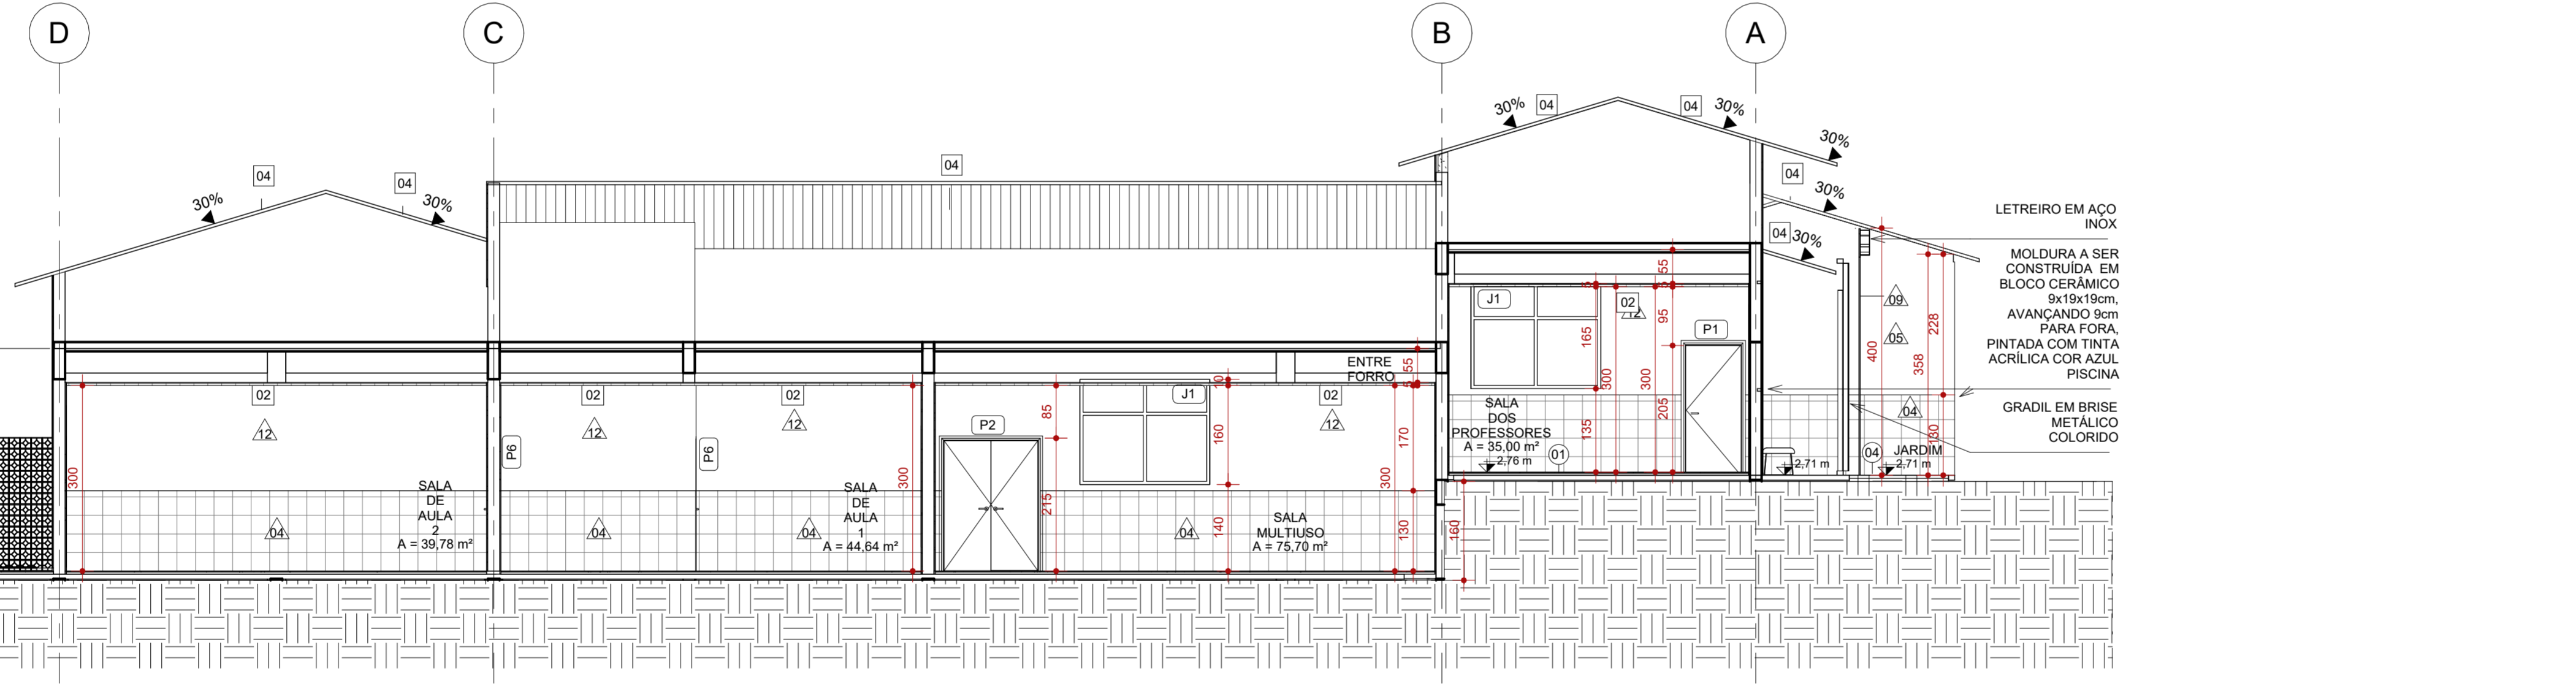 D
C
B
A
30%
04
04
30%
04
30%
04
04
30%
30%
04
30%
04
30%
LETREIRO EM AÇO
INOX
MOLDURA A SER
CONSTRUÍDA EM
BLOCO CERÂMICO
9x19x19cm,
AVANÇANDO 9cm
PARA FORA,
PINTADA COM TINTA
ACRÍLICA COR AZUL
PISCINA
GRADIL EM BRISE
METÁLICO
COLORIDO
02
12
300
04
SALA
DE
AULA
2
A = 39,78 m²
P6
02
12
04
P6
02
12
04
SALA
DE
AULA
1
A = 44,64 m²
300
P2
85
215
J1
10
160
140
04
ENTRE
FORRO
55
02
12
170
300
130
SALA
MULTIUSO
A = 75,70 m²
160
J1
165
135
300
02
12
300
55
95
205
P1
SALA
DOS
PROFESSORES
A = 35,00 m²
2,76 m
01
2,71 m
400
09
05
358
228
04
130
04
JARDIM
2,71 m